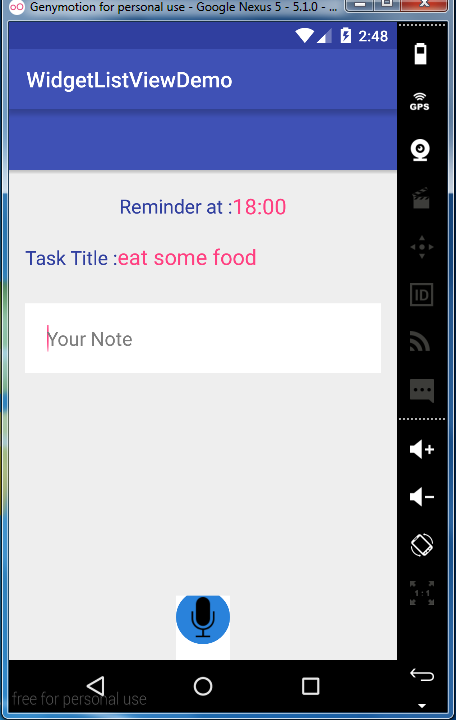 Genymotion for personal use - Google Nexus 5 - 5.1.0 - ...
2:48
WidgetListViewDemo
GPS
Reminder at :18:00
Task Title :eat some food
ID
Your Note
1:1
free for personal use